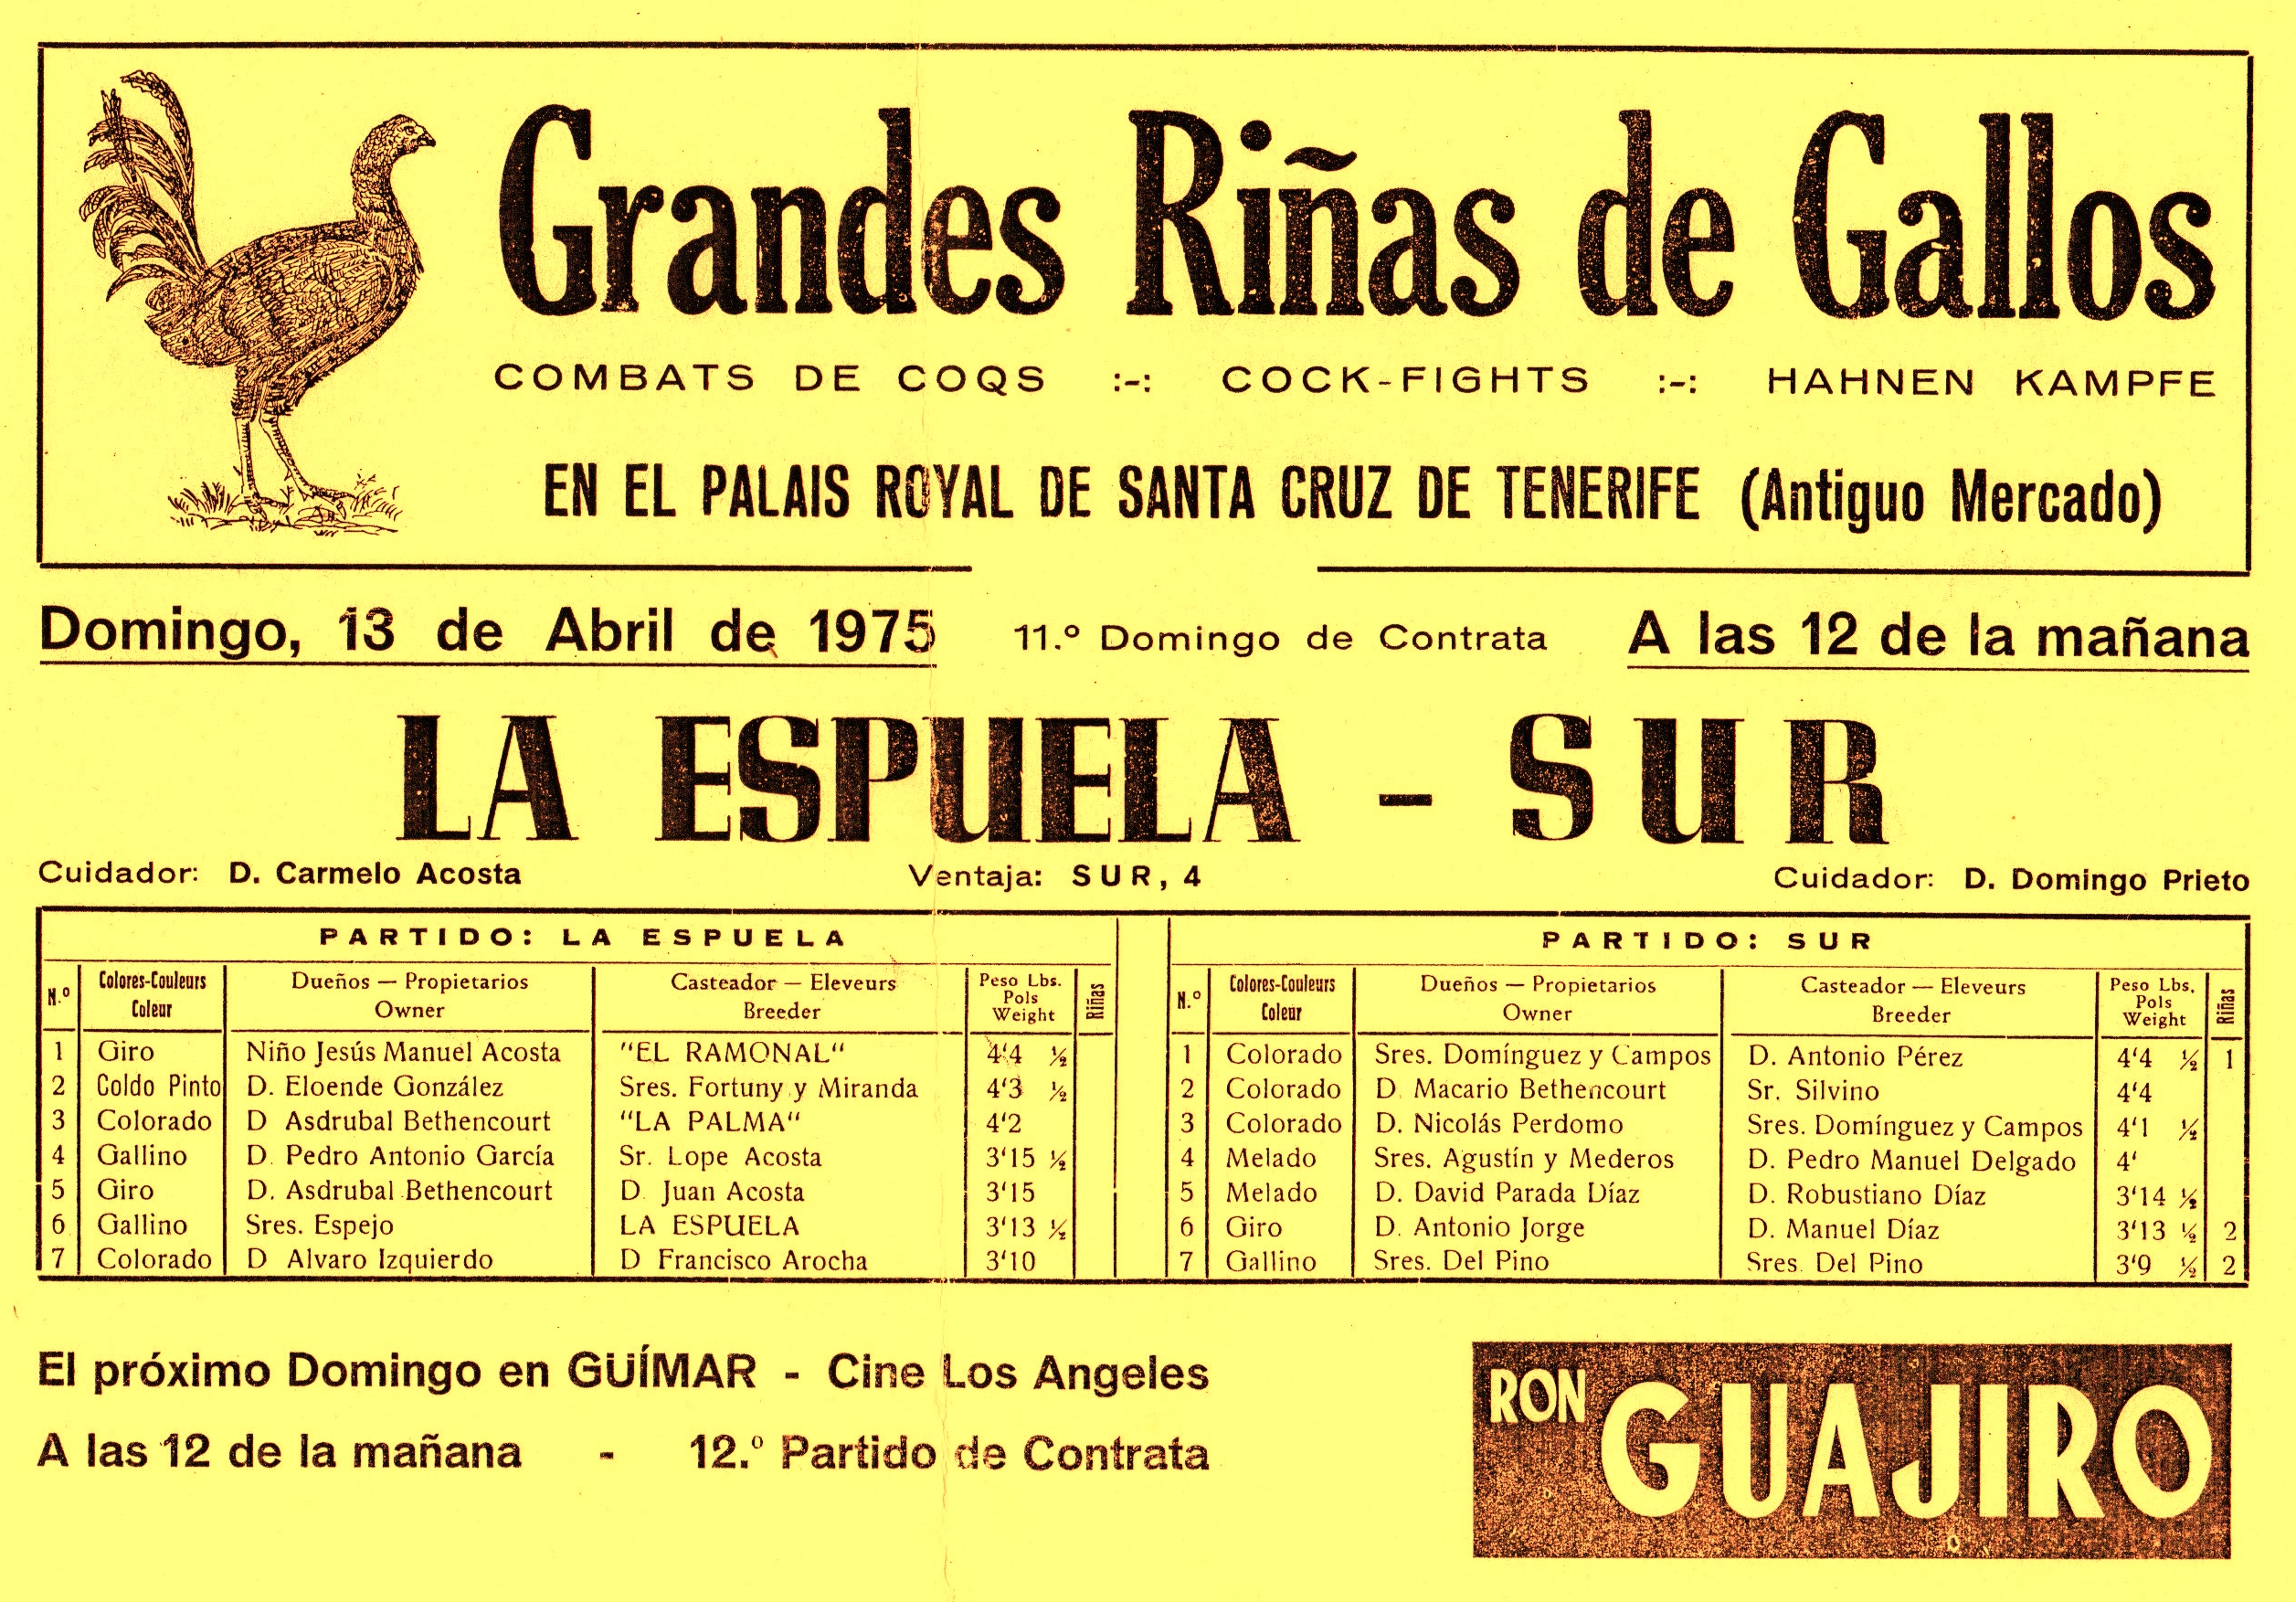 Grandes Riñas de Gallos
COMBATS DE COQS :-: COCK-FIGHTS :-: HAHNEN KAMPFE
EN EL PALAIS ROYAL DE SANTA CRUZ DE TENERIFE (Antiguo Mercado)
Domingo, 13 de Abril de 1975 11.º Domingo de Contrata A las 12 de la mañana
LA ESPUELA - SUR
Cuidador: D. Carmelo Acosta Ventaja: SUR, 4 Cuidador: D. Domingo Prieto
PARTIDO: LA ESPUELA
N.º Colores-Couleurs Coleur Dueños — Propietarios Owner Casteador — Eleveurs Breeder Peso Lbs. Pols Weight Riñas
1 Giro Niño Jesús Manuel Acosta "EL RAMONAL" 4'4 ½
2 Coldo Pinto D. Eloende González Sres. Fortuny y Miranda 4'3 ½
3 Colorado D Asdrubal Bethencourt "LA PALMA" 4'2
4 Gallino D. Pedro Antonio García Sr. Lope Acosta 3'15 ½
5 Giro D. Asdrubal Bethencourt D. Juan Acosta 3'15
6 Gallino Sres. Espejo LA ESPUELA 3'13 ½
7 Colorado D Alvaro Izquierdo D Francisco Arocha 3'10
PARTIDO: SUR
N.º Colores-Couleurs Coleur Dueños — Propietarios Owner Casteador — Eleveurs Breeder Peso Lbs, Pols Weight Riñas
1 Colorado Sres. Domínguez y Campos D. Antonio Pérez 4'4 ½ 1
2 Colorado D. Macario Bethencourt Sr. Silvino 4'4
3 Colorado D. Nicolás Perdomo Sres. Domínguez y Campos 4'1 ½
4 Melado Sres. Agustín y Mederos D. Pedro Manuel Delgado 4'
5 Melado D. David Parada Díaz D. Robustiano Díaz 3'14 ½
6 Giro D. Antonio Jorge D. Manuel Díaz 3'13 ½ 2
7 Gallino Sres. Del Pino Sres. Del Pino 3'9 ½ 2
El próximo Domingo en GÜÍMAR - Cine Los Angeles
A las 12 de la mañana - 12.º Partido de Contrata
RON GUAJIRO